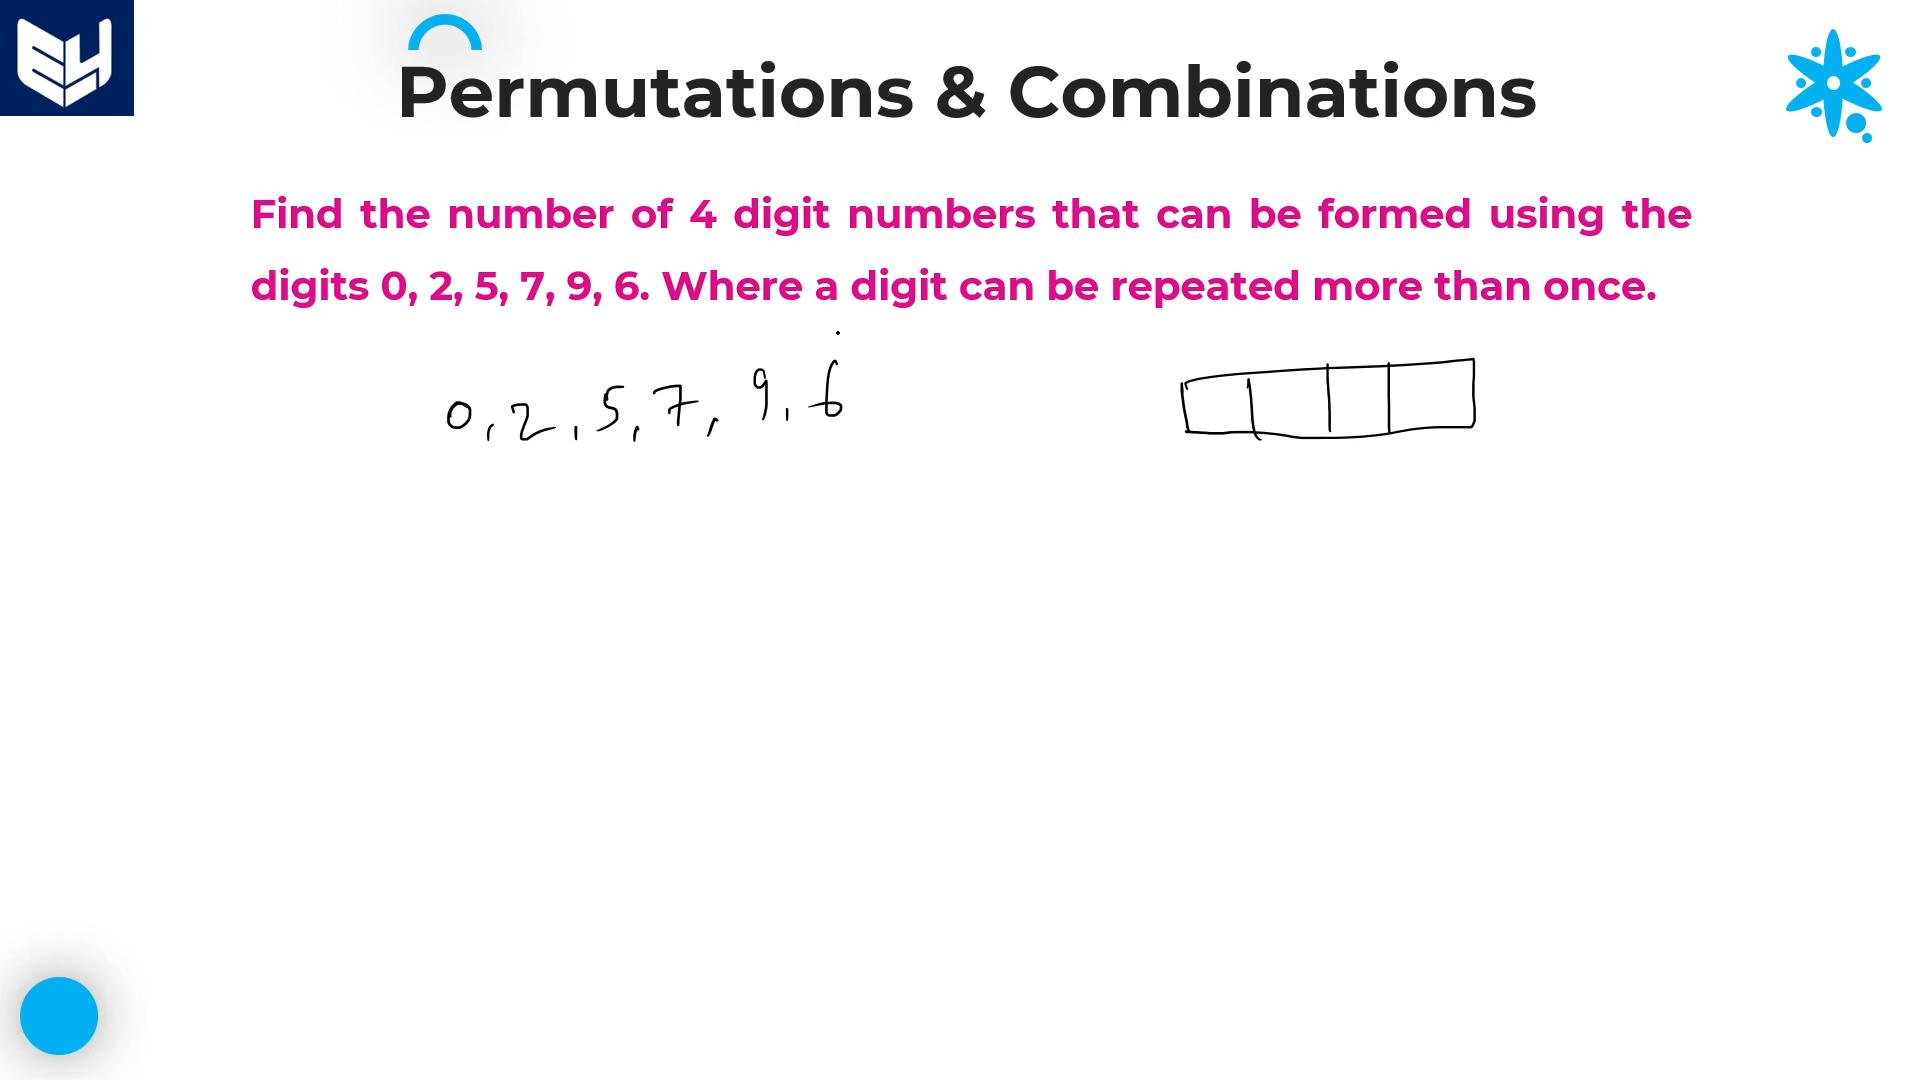 Permutations & Combinations
Find the number of 4 digit numbers that can be formed using the
digits 0, 2, 5, 7, 9, 6. Where a digit can be repeated more than once.
0, 2, 5, 7, 9, 6